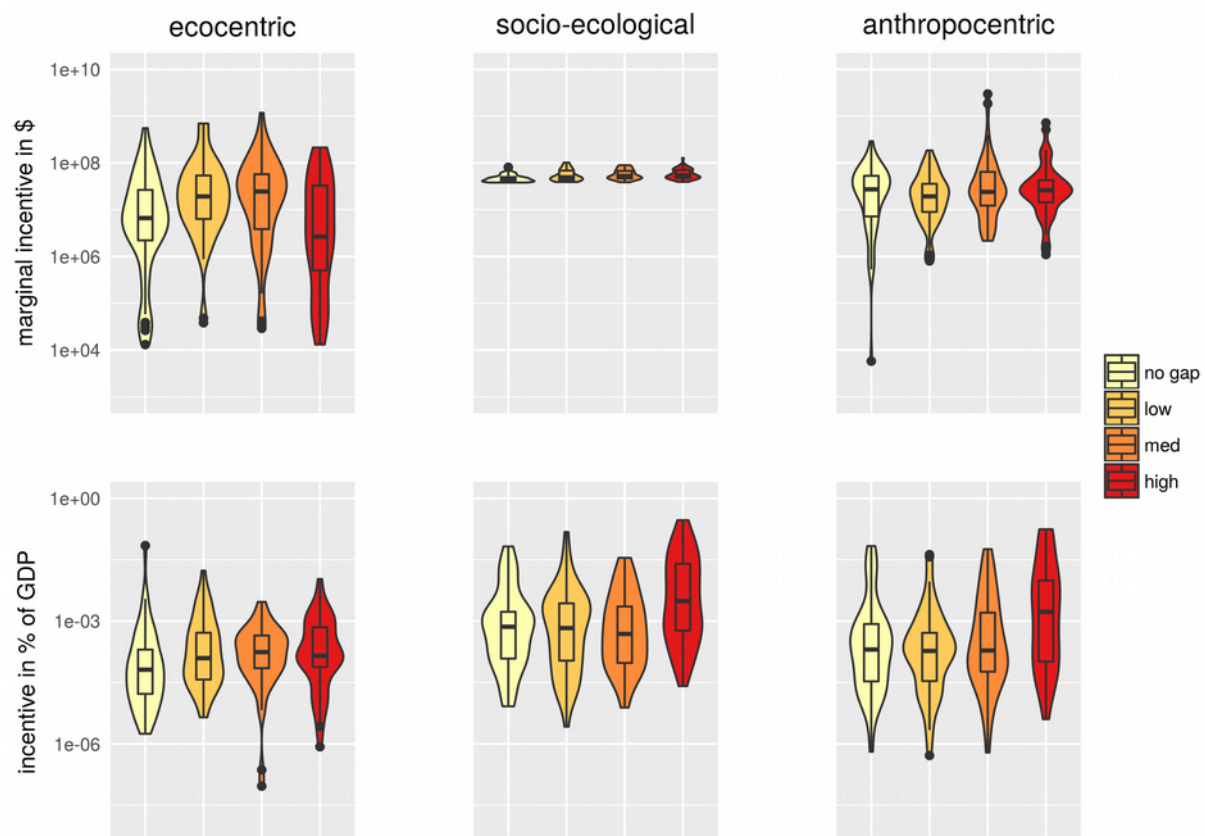 ecocentric
socio-ecological
anthropocentric
marginal incentive in $
1e+10
1e+08
1e+06
1e+04
no gap
low
med
high
incentive in % of GDP
1e+00
1e-03
1e-06